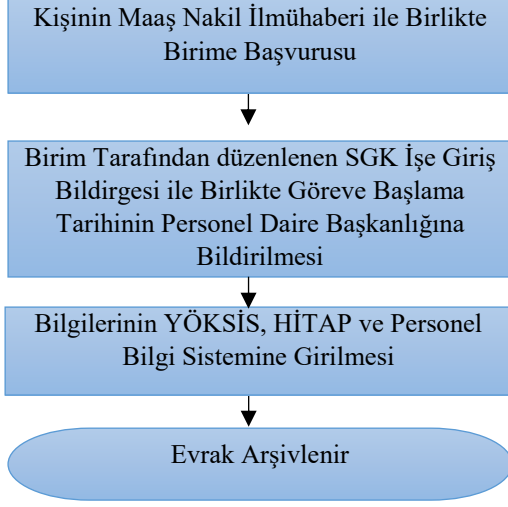 Kişinin Maaş Nakil İlmühaberi ile Birlikte
Birime Başvurusu
Birim Tarafından düzenlenen SGK İşe Giriş
Bildirgesi ile Birlikte Göreve Başlama
Tarihinin Personel Daire Başkanlığına
Bildirilmesi
Bilgilerinin YÖKSİS, HİTAP ve Personel
Bilgi Sistemine Girilmesi
Evrak Arşivlenir